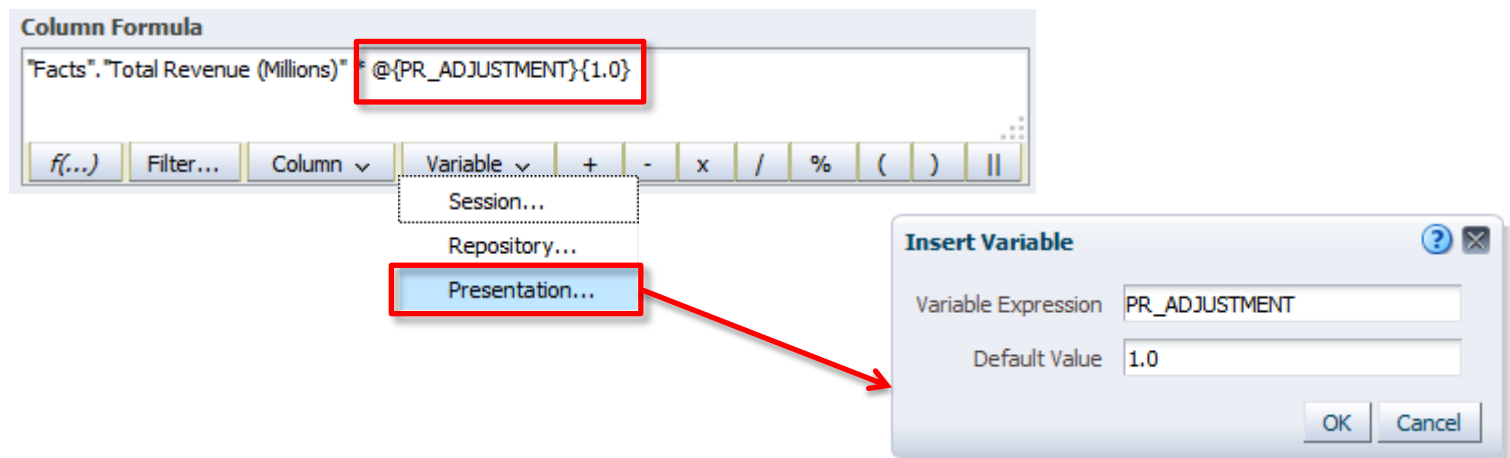 Column Formula
"Facts"."Total Revenue (Millions)" * @{PR_ADJUSTMENT}{1.0}
f(...) Filter... Column Variable + - x / % ( ) ||
Session...
Repository...
Presentation...
Insert Variable ?
Variable Expression PR_ADJUSTMENT
Default Value 1.0
OK Cancel